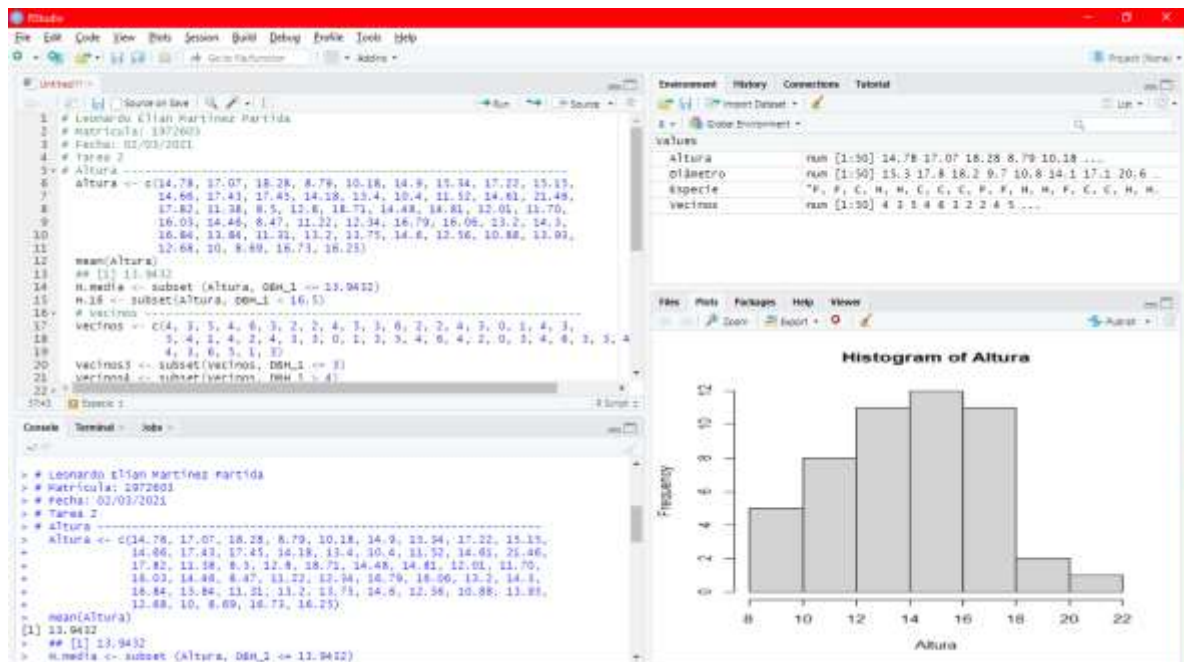 RStudio
File Edit Code View Plots Session Build Debug Profile Tools Help
Go to file/function Addins Project: (None)
Untitled1*
Source on Save Run Source
1 # Leonardo Elian Martinez Partida
2 # Matricula: 1972603
3 # Fecha: 02/03/2021
4 # Tarea 2
5 # Altura
6 Altura <- c(14.78, 17.07, 18.28, 8.79, 10.18, 14.9, 15.34, 17.22, 15.15,
7 14.66, 17.43, 17.45, 14.18, 13.4, 10.4, 11.52, 14.61, 21.46,
8 17.82, 11.38, 8.5, 12.8, 18.71, 14.48, 14.81, 12.01, 11.70,
9 16.03, 14.46, 8.47, 11.22, 12.34, 16.79, 16.06, 13.2, 14.3,
10 16.84, 13.84, 11.31, 13.2, 13.75, 14.6, 12.56, 10.88, 13.93,
11 12.68, 10, 8.69, 16.73, 16.25)
12 mean(Altura)
13 ## [1] 13.9432
14 H.media <- subset (Altura, DBH_1 <= 13.9432)
15 H.16 <- subset(Altura, DBH_1 < 16.5)
16 # Vecinos
17 Vecinos <- c(4, 3, 5, 4, 6, 3, 2, 2, 4, 5, 3, 6, 2, 2, 4, 3, 0, 1, 4, 3,
18 5, 4, 1, 4, 2, 4, 3, 3, 0, 1, 3, 5, 4, 6, 4, 2, 0, 5, 4, 6, 3, 5, 4
19 4, 3, 6, 5, 1, 3)
20 Vecinos3 <- subset(Vecinos, DBH_1 <= 3)
21 Vecinos4 <- subset(Vecinos, DBH_1 > 4)
22
Especie R Script
Console Terminal Jobs
> # Leonardo Elian Martinez Partida
> # Matricula: 1972603
> # Fecha: 02/03/2021
> # Tarea 2
> # Altura
> Altura <- c(14.78, 17.07, 18.28, 8.79, 10.18, 14.9, 15.34, 17.22, 15.15,
+ 14.66, 17.43, 17.45, 14.18, 13.4, 10.4, 11.52, 14.61, 21.46,
+ 17.82, 11.38, 8.5, 12.8, 18.71, 14.48, 14.81, 12.01, 11.70,
+ 16.03, 14.46, 8.47, 11.22, 12.34, 16.79, 16.06, 13.2, 14.3,
+ 16.84, 13.84, 11.31, 13.2, 13.75, 14.6, 12.56, 10.88, 13.93,
+ 12.68, 10, 8.69, 16.73, 16.25)
> mean(Altura)
[1] 13.9432
> ## [1] 13.9432
> H.media <- subset (Altura, DBH_1 <= 13.9432)
Environment History Connections Tutorial
Import Dataset List
R Global Environment
Values
Altura num [1:50] 14.78 17.07 18.28 8.79 10.18 ...
Diámetro num [1:50] 15.3 17.8 18.2 9.7 10.8 14.1 17.1 20.6
Especie "F, F, C, H, H, C, C, C, F, F, H, H, F, C, C, H, H,
Vecinos num [1:50] 4 3 5 4 6 3 2 2 4 5 ...
Files Plots Packages Help Viewer
Zoom Export Publish
Histogram of Altura
Frequency
0 2 4 6 8 10 12
8 10 12 14 16 18 20 22
Altura